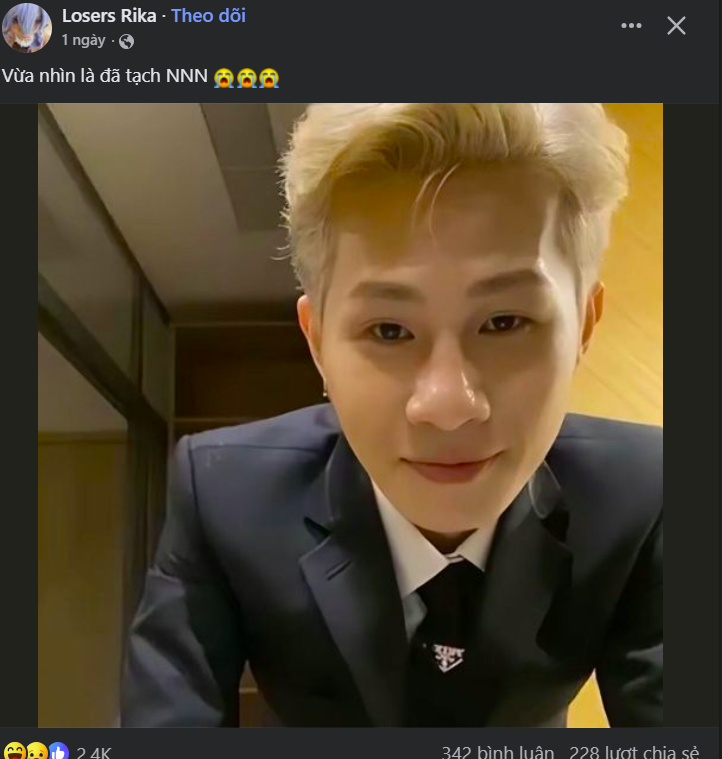 Losers Rika · Theo dõi
1 ngày ·
Vừa nhìn là đã tạch NNN 😭😭😭
2,4K 342 bình luận 228 lượt chia sẻ